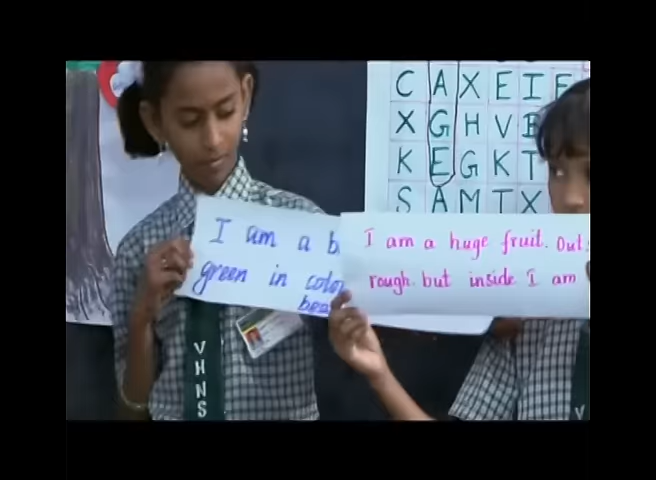 C A X E I F
X G H V B
K E G K T
S A M T X
I am a b
green in color
I am a huge fruit. Out
rough. but inside I am
VHNS
V